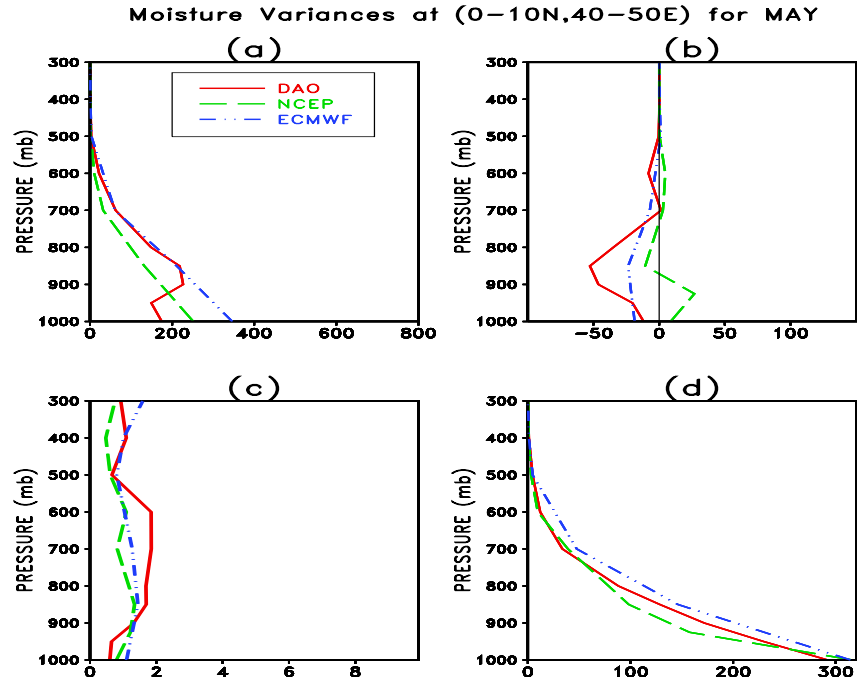 Moisture Variances at (0-10N,40-50E) for MAY
(a)
300
400
500
600
700
800
900
1000
PRESSURE (mb)
0 200 400 600 800
DAO
NCEP
ECMWF
(b)
300
400
500
600
700
800
900
1000
PRESSURE (mb)
-50 0 50 100
(c)
300
400
500
600
700
800
900
1000
PRESSURE (mb)
0 2 4 6 8
(d)
300
400
500
600
700
800
900
1000
PRESSURE (mb)
0 100 200 300